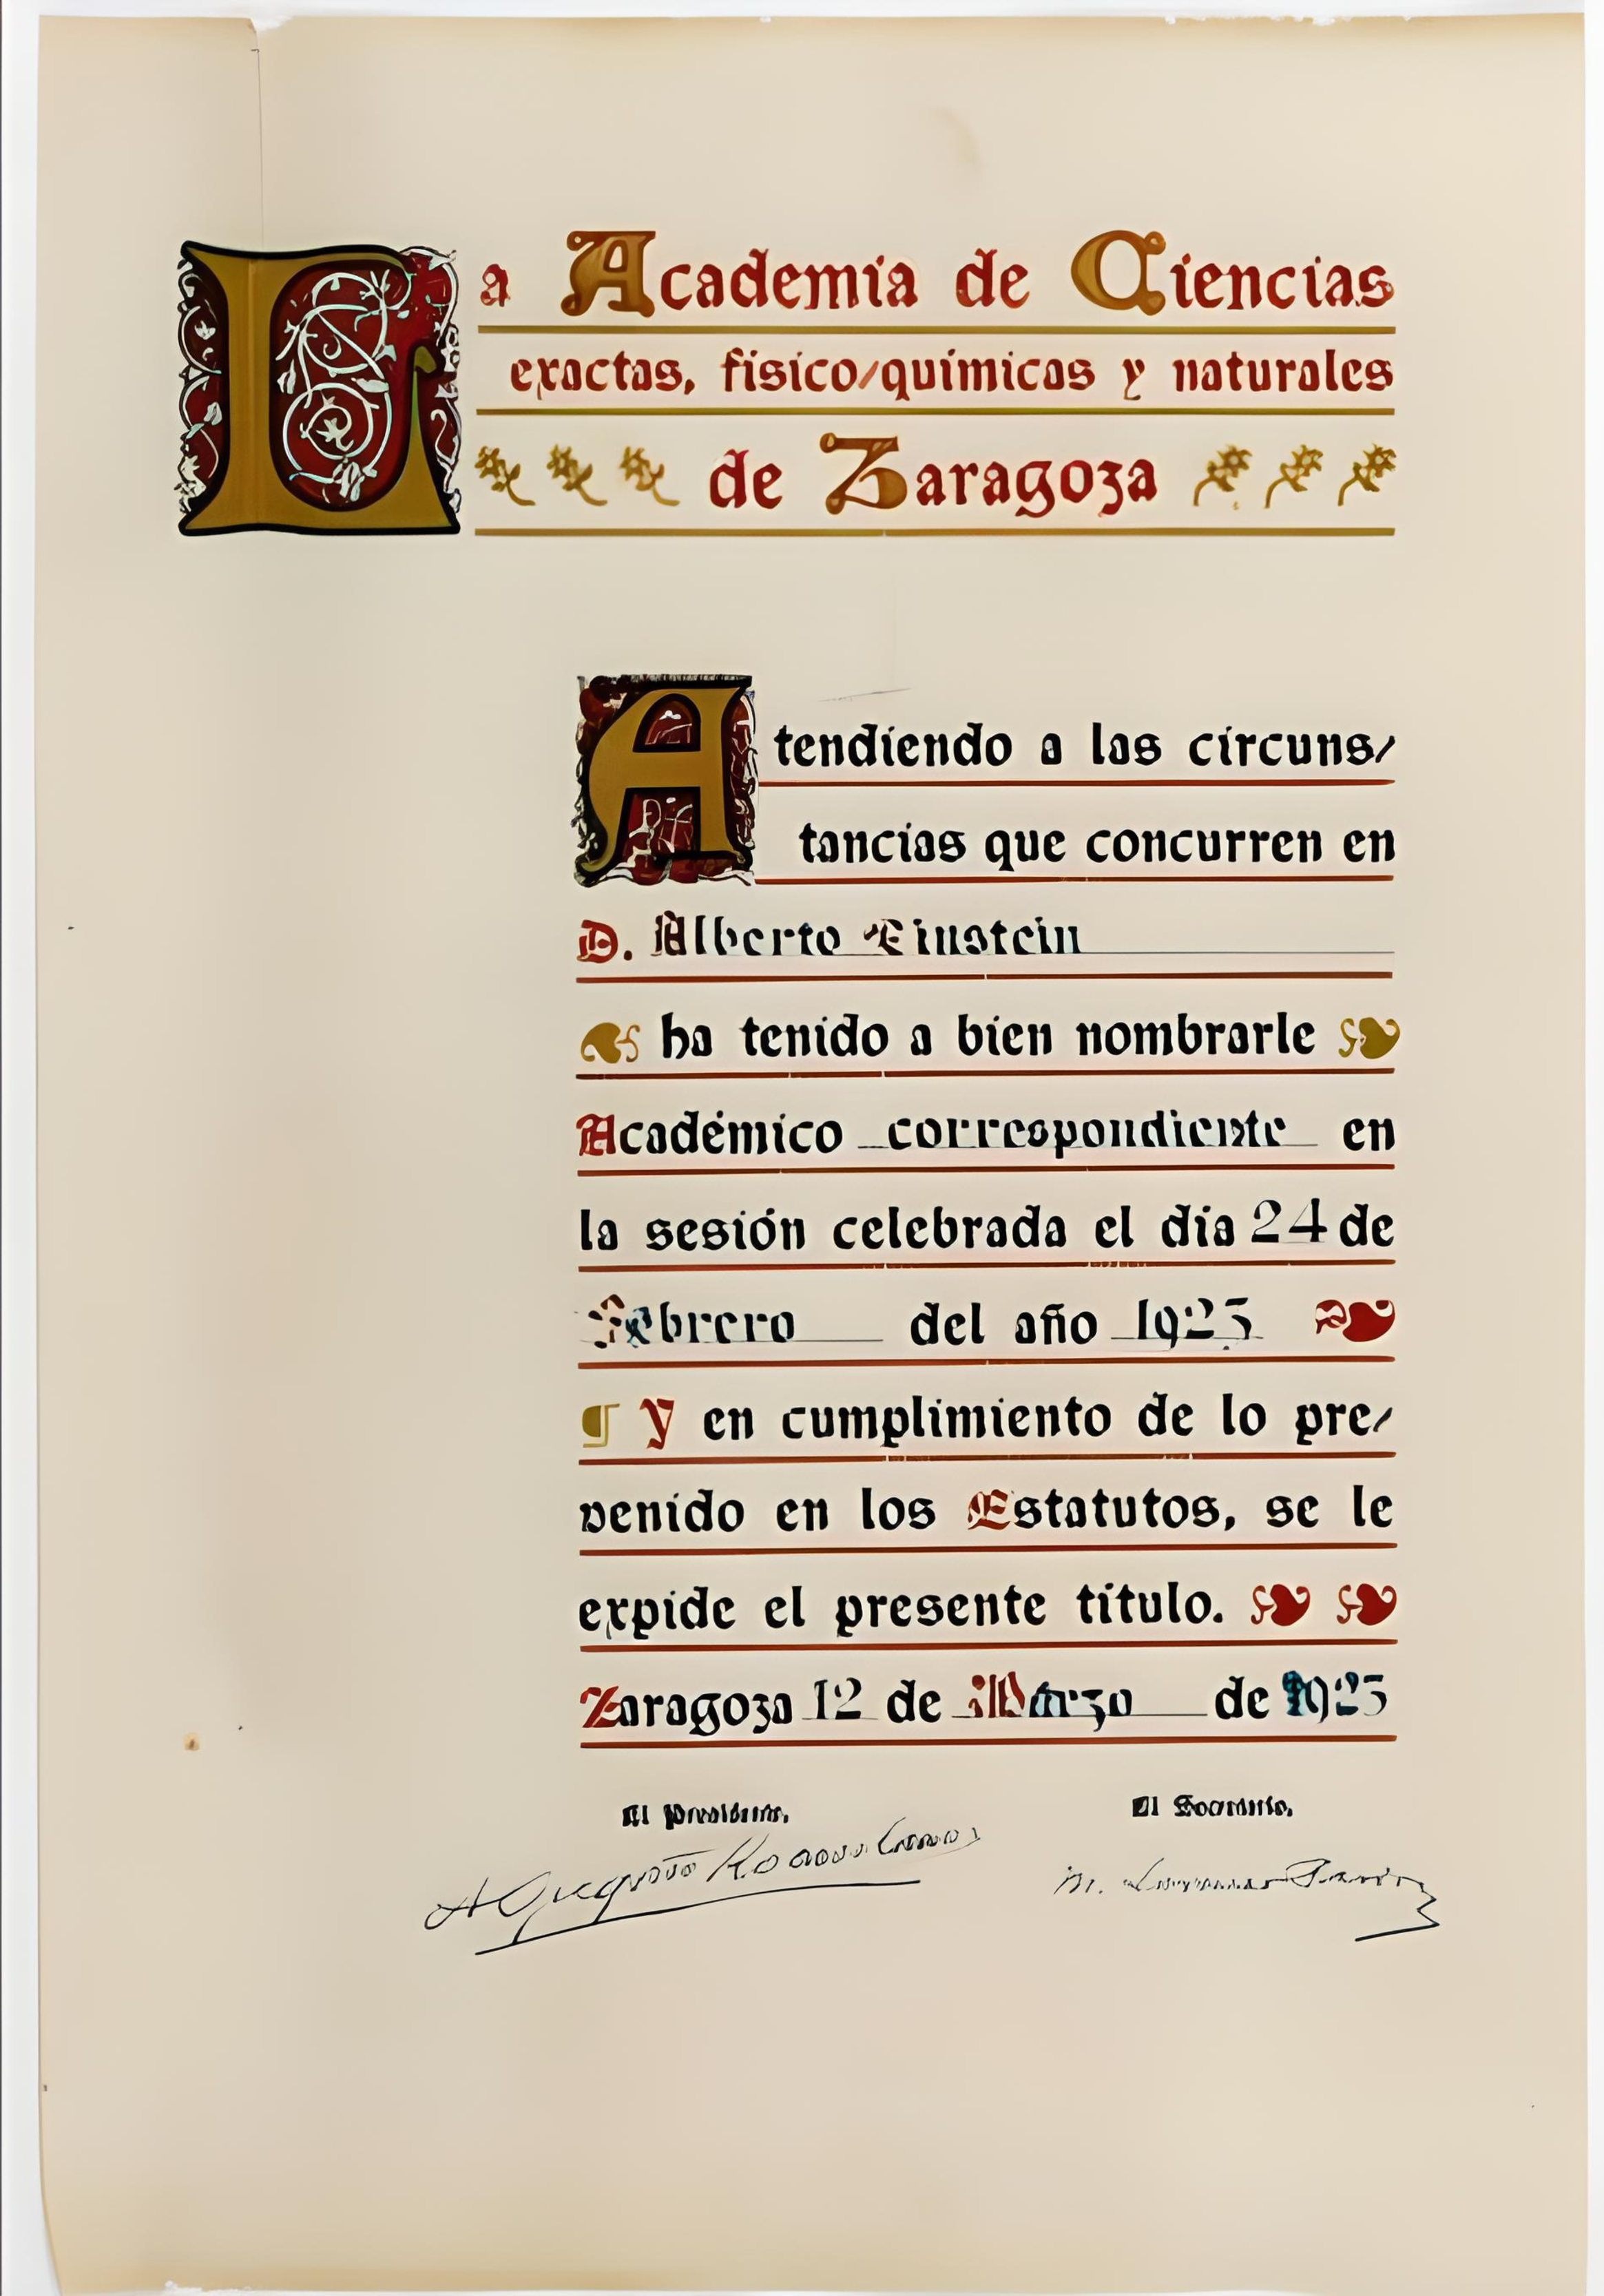 La Academia de Ciencias
exactas, físico-químicas y naturales
de Zaragoza
Atendiendo a las circuns-
tancias que concurren en
D. Alberto Einstein
ha tenido a bien nombrarle
Académico correspondiente en
la sesión celebrada el día 24 de
Febrero del año 1923
¶ y en cumplimiento de lo pre-
venido en los Estatutos, se le
expide el presente título.
Zaragoza 12 de Marzo de 1923
El Presidente, El Secretario,